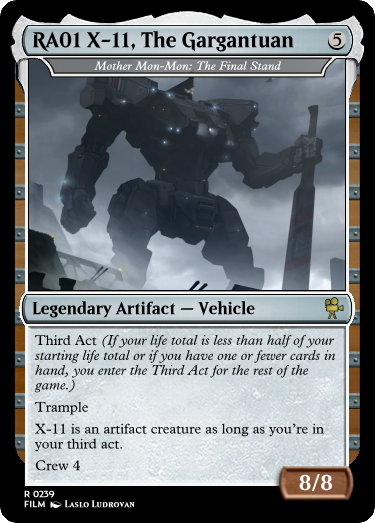 RA01 X-11, The Gargantuan 5
Mother Mon-Mon: The Final Stand
Legendary Artifact — Vehicle
Third Act (If your life total is less than half of your
starting life total or if you have one or fewer cards in
hand, you enter the Third Act for the rest of the
game.)
Trample
X-11 is an artifact creature as long as you're in
your third act.
Crew 4
8/8
R 0239
FILM Laslo Ludrovan